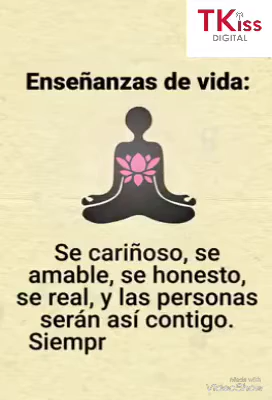 TKiss
DIGITAL
Enseñanzas de vida:
Se cariñoso, se
amable, se honesto,
se real, y las personas
serán así contigo.
Siempr
Made with
VideoShow